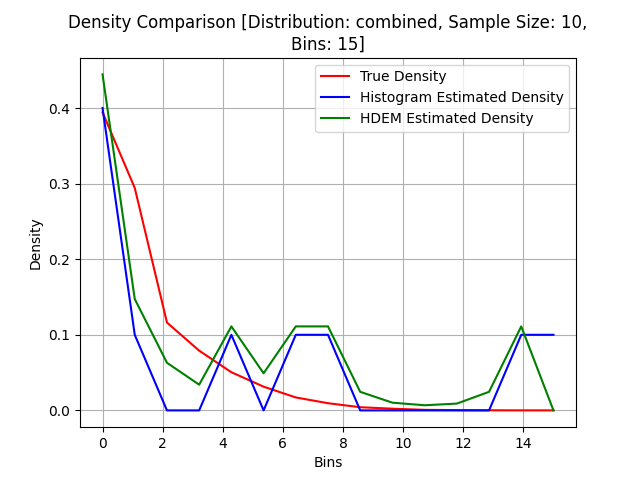 Density Comparison [Distribution: combined, Sample Size: 10,
Bins: 15]
True Density
Histogram Estimated Density
HDEM Estimated Density
Density
0.4
0.3
0.2
0.1
0.0
0 2 4 6 8 10 12 14
Bins